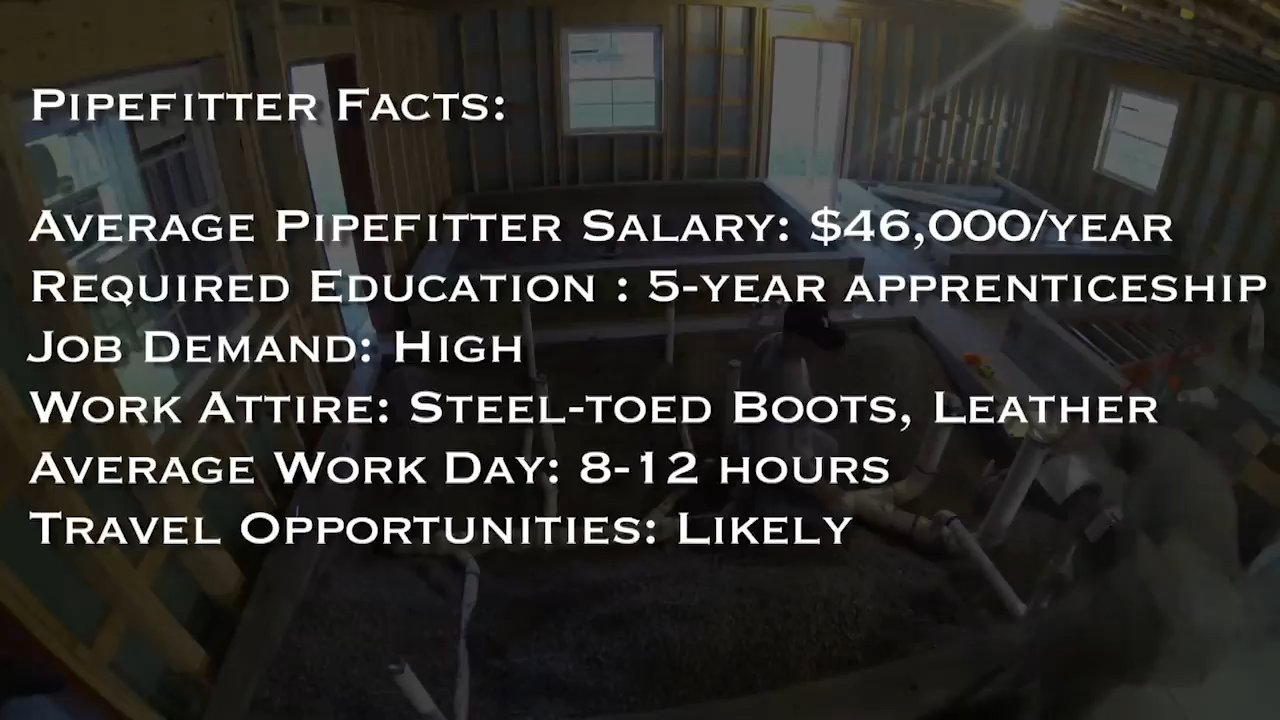 Pipefitter Facts:
Average Pipefitter Salary: $46,000/year
Required Education : 5-year apprenticeship
Job Demand: High
Work Attire: Steel-toed Boots, Leather
Average Work Day: 8-12 hours
Travel Opportunities: Likely